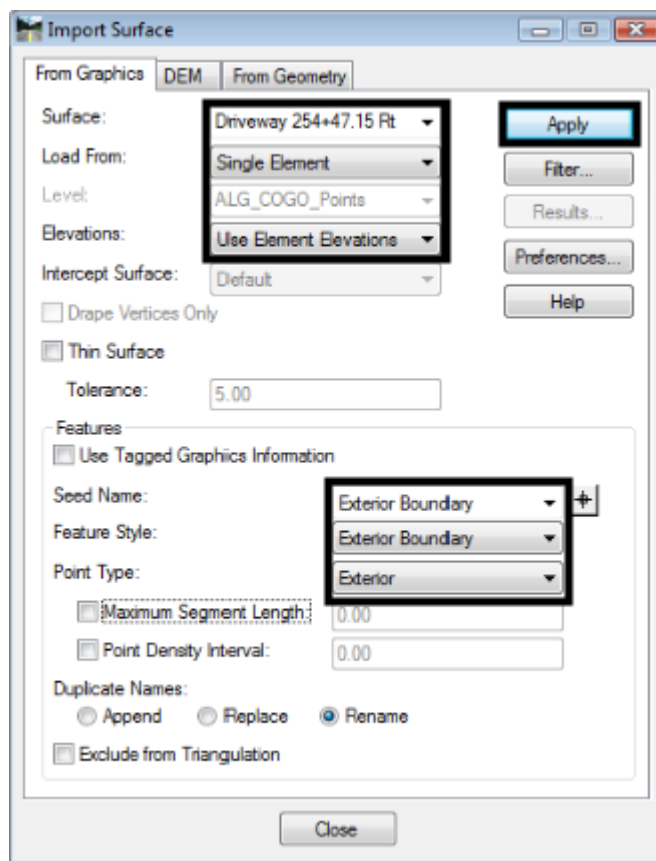 Import Surface
From Graphics DEM From Geometry
Surface: Driveway 254+47.15 Rt Apply
Load From: Single Element Filter...
Level: ALG_COGO_Points Results...
Elevations: Use Element Elevations Preferences...
Intercept Surface: Default
Help
Drape Vertices Only
Thin Surface
Tolerance: 5.00
Features
Use Tagged Graphiics Information
Seed Name: Exterior Boundary
Feature Style: Exterior Boundary
Point Type: Exterior
Maximum Segment Length: 0.00
Point Density Interval: 0.00
Duplicate Names:
Append Replace Rename
Exclude from Triangulation
Close